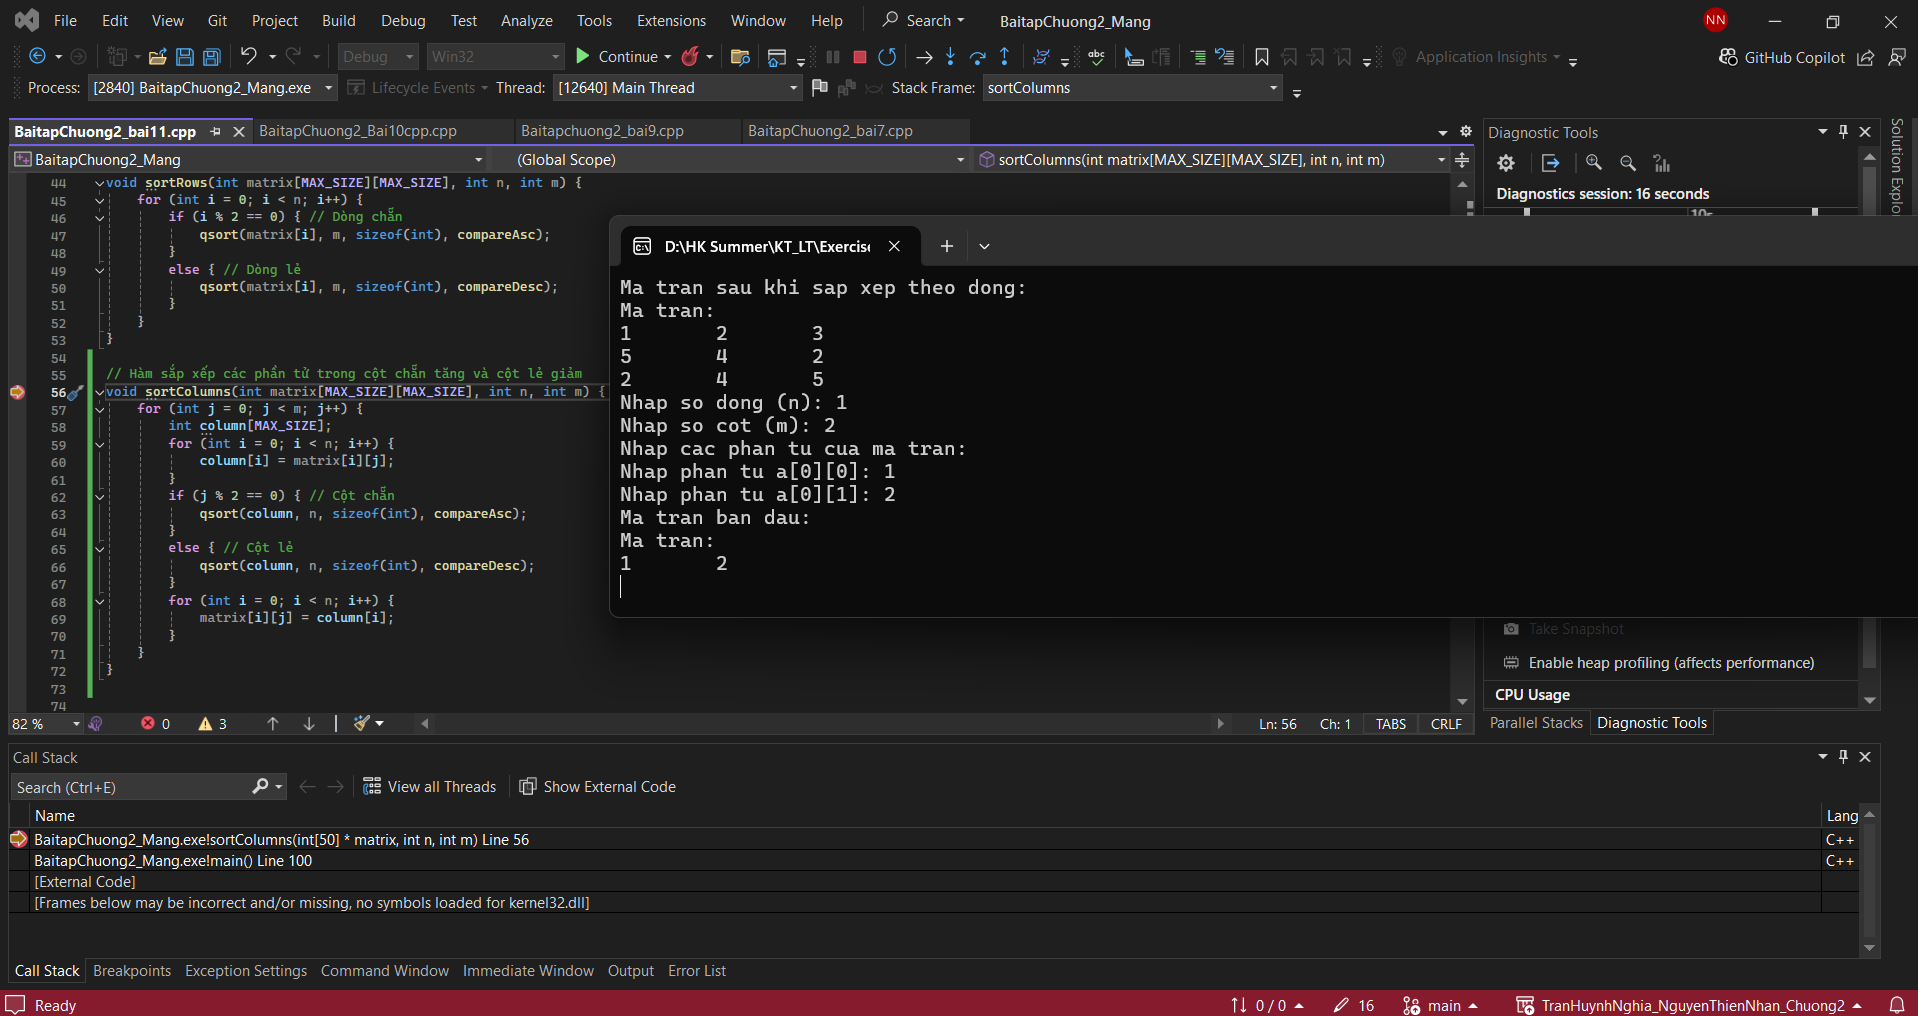 File Edit View Git Project Build Debug Test Analyze Tools Extensions Window Help Search BaitapChuong2_Mang NN
Debug Win32 Continue Application Insights GitHub Copilot
Process: [2840] BaitapChuong2_Mang.exe Lifecycle Events Thread: [12640] Main Thread Stack Frame: sortColumns
BaitapChuong2_bai11.cpp BaitapChuong2_Bai10cpp.cpp Baitapchuong2_bai9.cpp BaitapChuong2_bai7.cpp
BaitapChuong2_Mang (Global Scope) sortColumns(int matrix[MAX_SIZE][MAX_SIZE], int n, int m)
44 void sortRows(int matrix[MAX_SIZE][MAX_SIZE], int n, int m) {
45 for (int i = 0; i < n; i++) {
46 if (i % 2 == 0) { // Dòng chẵn
47 qsort(matrix[i], m, sizeof(int), compareAsc);
48 }
49 else { // Dòng lẻ
50 qsort(matrix[i], m, sizeof(int), compareDesc);
51 }
52 }
53 }
54
55 // Hàm sắp xếp các phần tử trong cột chẵn tăng và cột lẻ giảm
56 void sortColumns(int matrix[MAX_SIZE][MAX_SIZE], int n, int m) {
57 for (int j = 0; j < m; j++) {
58 int column[MAX_SIZE];
59 for (int i = 0; i < n; i++) {
60 column[i] = matrix[i][j];
61 }
62 if (j % 2 == 0) { // Cột chẵn
63 qsort(column, n, sizeof(int), compareAsc);
64 }
65 else { // Cột lẻ
66 qsort(column, n, sizeof(int), compareDesc);
67 }
68 for (int i = 0; i < n; i++) {
69 matrix[i][j] = column[i];
70 }
71 }
72 }
73
74
82 % 0 3 Ln: 56 Ch: 1 TABS CRLF
D:\HK Summer\KT_LT\Exercise
Ma tran sau khi sap xep theo dong:
Ma tran:
1 2 3
5 4 2
2 4 5
Nhap so dong (n): 1
Nhap so cot (m): 2
Nhap cac phan tu cua ma tran:
Nhap phan tu a[0][0]: 1
Nhap phan tu a[0][1]: 2
Ma tran ban dau:
Ma tran:
1 2
Diagnostic Tools
Diagnostics session: 16 seconds
10s
Take Snapshot
Enable heap profiling (affects performance)
CPU Usage
Parallel Stacks Diagnostic Tools
Solution Explo
Call Stack
Search (Ctrl+E) View all Threads Show External Code
Name Lang
BaitapChuong2_Mang.exe!sortColumns(int[50] * matrix, int n, int m) Line 56 C++
BaitapChuong2_Mang.exe!main() Line 100 C++
[External Code]
[Frames below may be incorrect and/or missing, no symbols loaded for kernel32.dll]
Call Stack Breakpoints Exception Settings Command Window Immediate Window Output Error List
Ready 0 / 0 16 main TranHuynhNghia_NguyenThienNhan_Chuong2